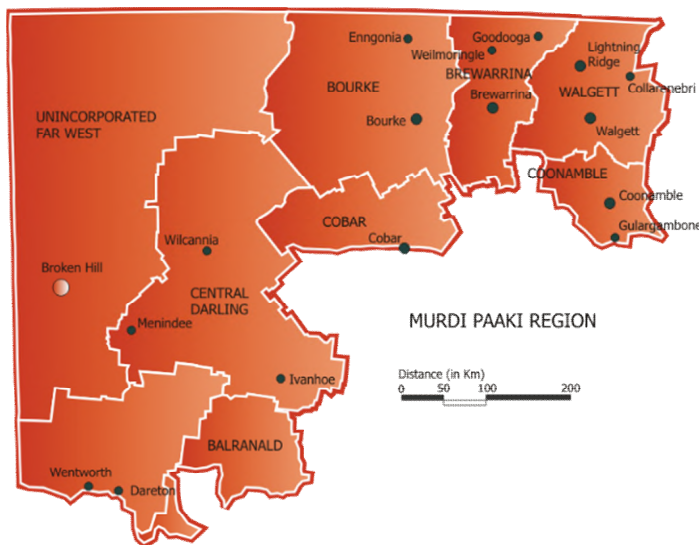 Enngonia
Goodooga
Weilmoringle
Lightning
Ridge
BREWARRINA
Collarenebri
BOURKE
WALGETT
Brewarrina
UNINCORPORATED
FAR WEST
Bourke
Walgett
COONAMBLE
Coonamble
COBAR
Gulargambone
Wilcannia
Cobar
Broken Hill
CENTRAL
DARLING
Menindee
MURDI PAAKI REGION
Ivanhoe
Distance (in Km)
0 50 100 200
BALRANALD
Wentworth
Dareton